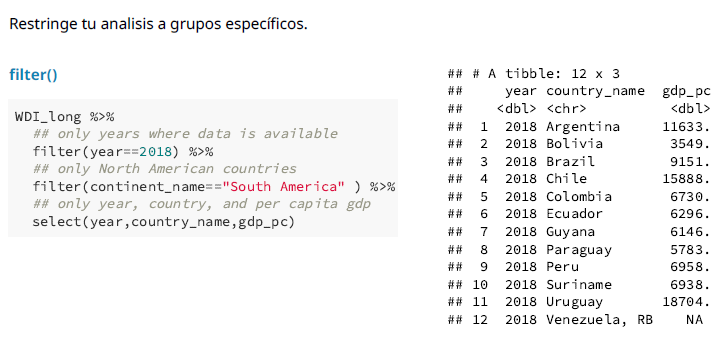 Restringe tu analisis a grupos específicos.
filter()
WDI_long %>%
  ## only years where data is available
  filter(year==2018) %>%
  ## only North American countries
  filter(continent_name=="South America" ) %>%
  ## only year, country, and per capita gdp
  select(year,country_name,gdp_pc)
## # A tibble: 12 x 3
##     year country_name  gdp_pc
##    <dbl> <chr>          <dbl>
##  1  2018 Argentina     11633.
##  2  2018 Bolivia        3549.
##  3  2018 Brazil         9151.
##  4  2018 Chile         15888.
##  5  2018 Colombia       6730.
##  6  2018 Ecuador        6296.
##  7  2018 Guyana         6146.
##  8  2018 Paraguay       5783.
##  9  2018 Peru           6958.
## 10  2018 Suriname       6938.
## 11  2018 Uruguay       18704.
## 12  2018 Venezuela, RB    NA